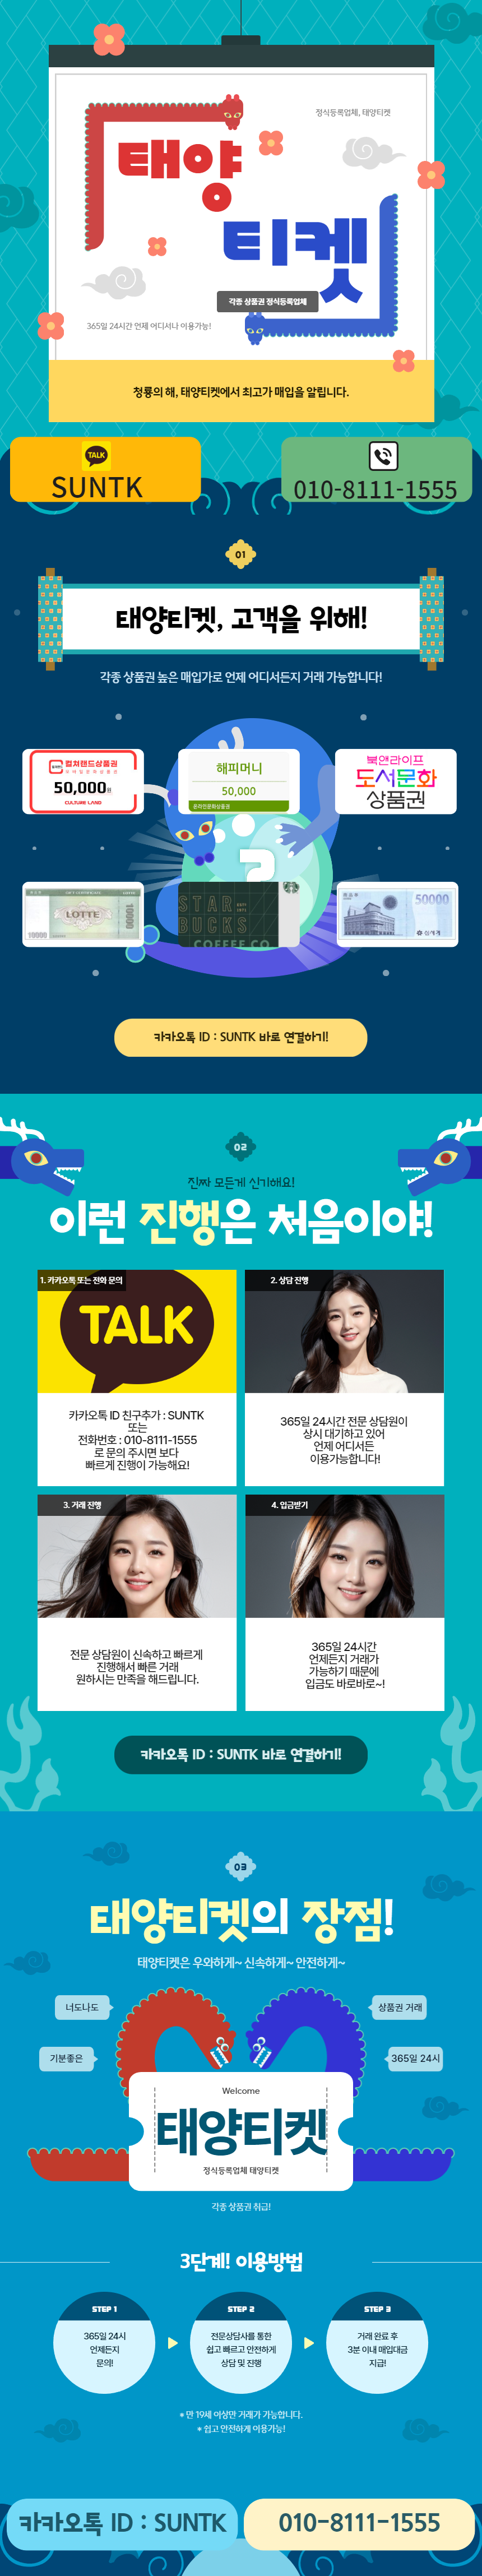 정식등록업체, 태양티켓
태양
티켓
각종 상품권 정식등록업체
365일 24시간 언제 어디서나 이용가능!
청룡의 해, 태양티켓에서 최고가 매입을 알립니다.
TALK
SUNTK
010-8111-1555
01
태양티켓, 고객을 위해!
각종 상품권 높은 매입가로 언제 어디서든지 거래 가능합니다!
컬쳐랜드상품권
모바일문화상품권
50,000원
CULTURE LAND
해피머니
50,000
온라인문화상품권
북앤라이프
도서문화
상품권
LOTTE
10000
10000
STAR
BUCKS
COFFEE CO
50000
신세계
카카오톡 ID : SUNTK 바로 연결하기!
02
진짜 모든게 신기해요!
이런 진행은 처음이야!
1. 카카오톡 또는 전화 문의
TALK
카카오톡 ID 친구추가 : SUNTK
또는
전화번호 : 010-8111-1555
로 문의 주시면 보다
빠르게 진행이 가능해요!
2. 상담 진행
365일 24시간 전문 상담원이
상시 대기하고 있어
언제 어디서든
이용가능합니다!
3. 거래 진행
전문 상담원이 신속하고 빠르게
진행해서 빠른 거래
원하시는 만족을 해드립니다.
4. 입금받기
365일 24시간
언제든지 거래가
가능하기 때문에
입금도 바로바로~!
카카오톡 ID : SUNTK 바로 연결하기!
03
태양티켓의 장점!
태양티켓은 우와하게~ 신속하게~ 안전하게~
너도나도
상품권 거래
기분좋은
365일 24시
Welcome
태양티켓
정식등록업체 태양티켓
각종 상품권 취급!
3단계! 이용방법
STEP 1
365일 24시
언제든지
문의!
STEP 2
전문상담사를 통한
쉽고 빠르고 안전하게
상담 및 진행
STEP 3
거래 완료 후
3분 이내 매입대금
지급!
* 만 19세 이상만 거래가 가능합니다.
* 쉽고 안전하게 이용가능!
카카오톡 ID : SUNTK
010-8111-1555